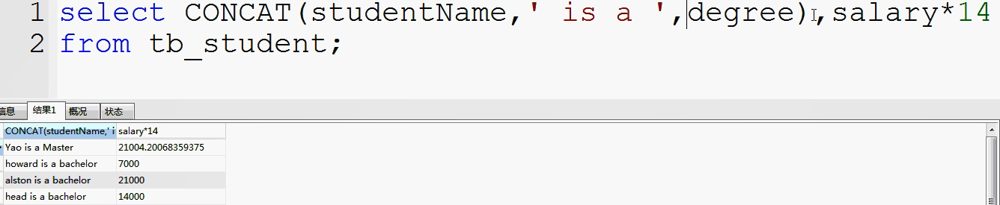 1 select CONCAT(studentName,' is a ',degree),salary*14
2 from tb_student;
信息 结果1 概况 状态
CONCAT(studentName,' i salary*14
Yao is a Master 21004.20068359375
howard is a bachelor 7000
alston is a bachelor 21000
head is a bachelor 14000